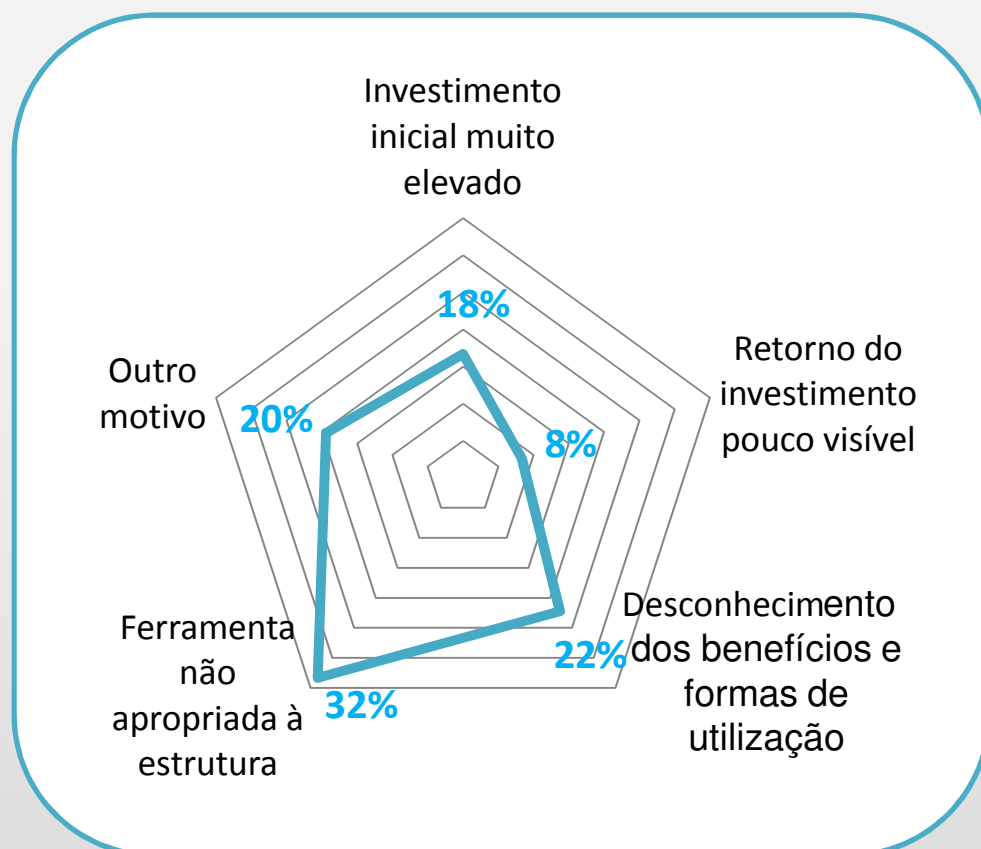 Investimento
inicial muito
elevado
18%
Retorno do
investimento
pouco visível
8%
Desconhecimento
dos benefícios e
formas de
utilização
22%
Ferramenta
não
apropriada à
estrutura
32%
Outro
motivo
20%